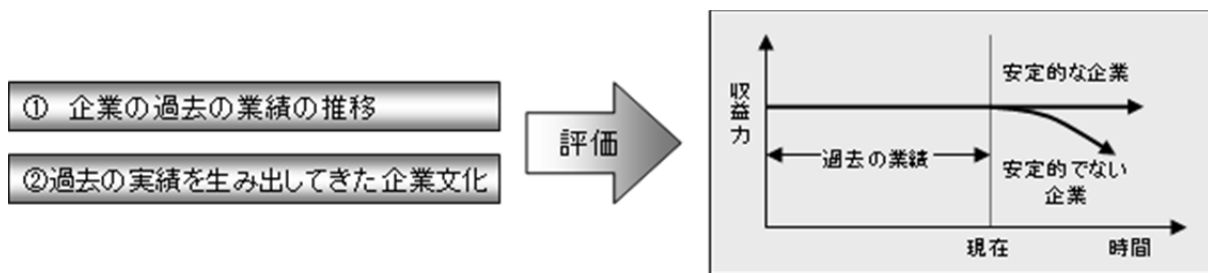 ① 企業の過去の業績の推移
②過去の実績を生み出してきた企業文化
評価
収益力
安定的な企業
過去の業績
安定的でない
企業
現在
時間